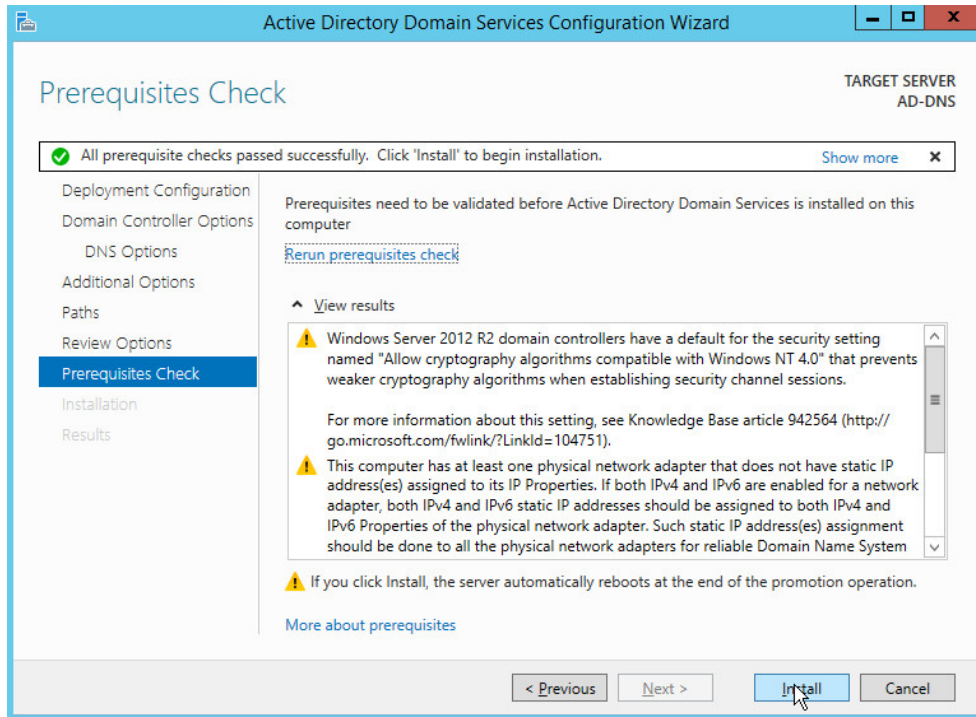 Active Directory Domain Services Configuration Wizard
Prerequisites Check
TARGET SERVER
AD-DNS
All prerequisite checks passed successfully. Click 'Install' to begin installation.
Show more
Deployment Configuration
Domain Controller Options
DNS Options
Additional Options
Paths
Review Options
Prerequisites Check
Installation
Results
Prerequisites need to be validated before Active Directory Domain Services is installed on this
computer
Rerun prerequisites check
View results
Windows Server 2012 R2 domain controllers have a default for the security setting
named "Allow cryptography algorithms compatible with Windows NT 4.0" that prevents
weaker cryptography algorithms when establishing security channel sessions.
For more information about this setting, see Knowledge Base article 942564 (http://
go.microsoft.com/fwlink/?LinkId=104751).
This computer has at least one physical network adapter that does not have static IP
address(es) assigned to its IP Properties. If both IPv4 and IPv6 are enabled for a network
adapter, both IPv4 and IPv6 static IP addresses should be assigned to both IPv4 and
IPv6 Properties of the physical network adapter. Such static IP address(es) assignment
should be done to all the physical network adapters for reliable Domain Name System
If you click Install, the server automatically reboots at the end of the promotion operation.
More about prerequisites
< Previous
Next >
Install
Cancel